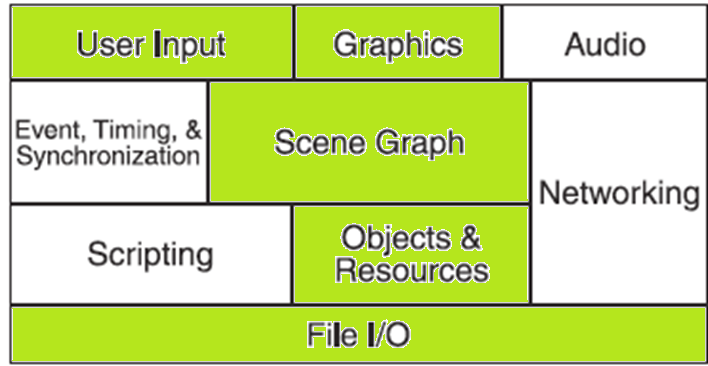 User Input
Graphics
Audio
Event, Timing, &
Synchronization
Scene Graph
Networking
Scripting
Objects &
Resources
File I/O